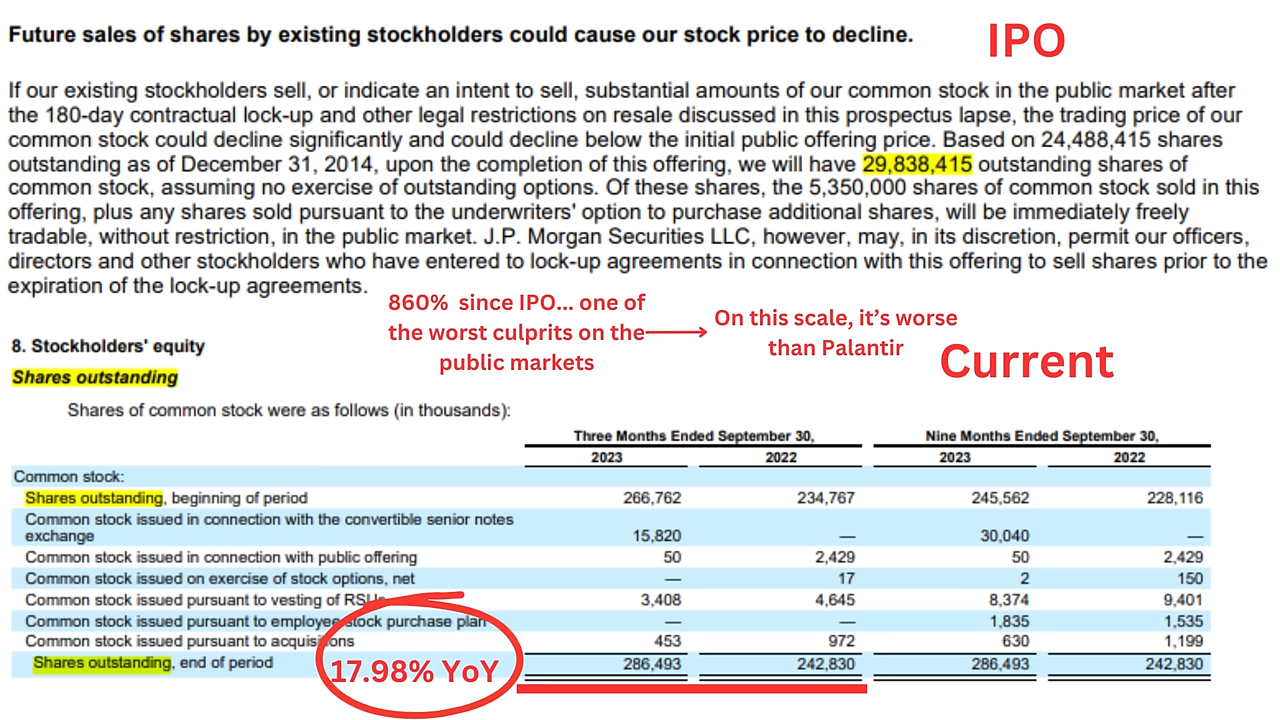 Future sales of shares by existing stockholders could cause our stock price to decline.
IPO
If our existing stockholders sell, or indicate an intent to sell, substantial amounts of our common stock in the public market after
the 180-day contractual lock-up and other legal restrictions on resale discussed in this prospectus lapse, the trading price of our
common stock could decline significantly and could decline below the initial public offering price. Based on 24,488,415 shares
outstanding as of December 31, 2014, upon the completion of this offering, we will have 29,838,415 outstanding shares of
common stock, assuming no exercise of outstanding options. Of these shares, the 5,350,000 shares of common stock sold in this
offering, plus any shares sold pursuant to the underwriters' option to purchase additional shares, will be immediately freely
tradable, without restriction, in the public market. J.P. Morgan Securities LLC, however, may, in its discretion, permit our officers,
directors and other stockholders who have entered to lock-up agreements in connection with this offering to sell shares prior to the
expiration of the lock-up agreements.
860% since IPO... one of
the worst culprits on the
public markets
On this scale, it's worse
than Palantir
Current
8. Stockholders' equity
Shares outstanding
Shares of common stock were as follows (in thousands):
Three Months Ended September 30, Nine Months Ended September 30,
2023 2022 2023 2022
Common stock:
Shares outstanding, beginning of period 266,762 234,767 245,562 228,116
Common stock issued in connection with the convertible senior notes
exchange 15,820 — 30,040 —
Common stock issued in connection with public offering 50 2,429 50 2,429
Common stock issued on exercise of stock options, net — 17 2 150
Common stock issued pursuant to vesting of RSUs 3,408 4,645 8,374 9,401
Common stock issued pursuant to employee stock purchase plan — — 1,835 1,535
Common stock issued pursuant to acquisitions 453 972 630 1,199
Shares outstanding, end of period 286,493 242,830 286,493 242,830
17.98% YoY